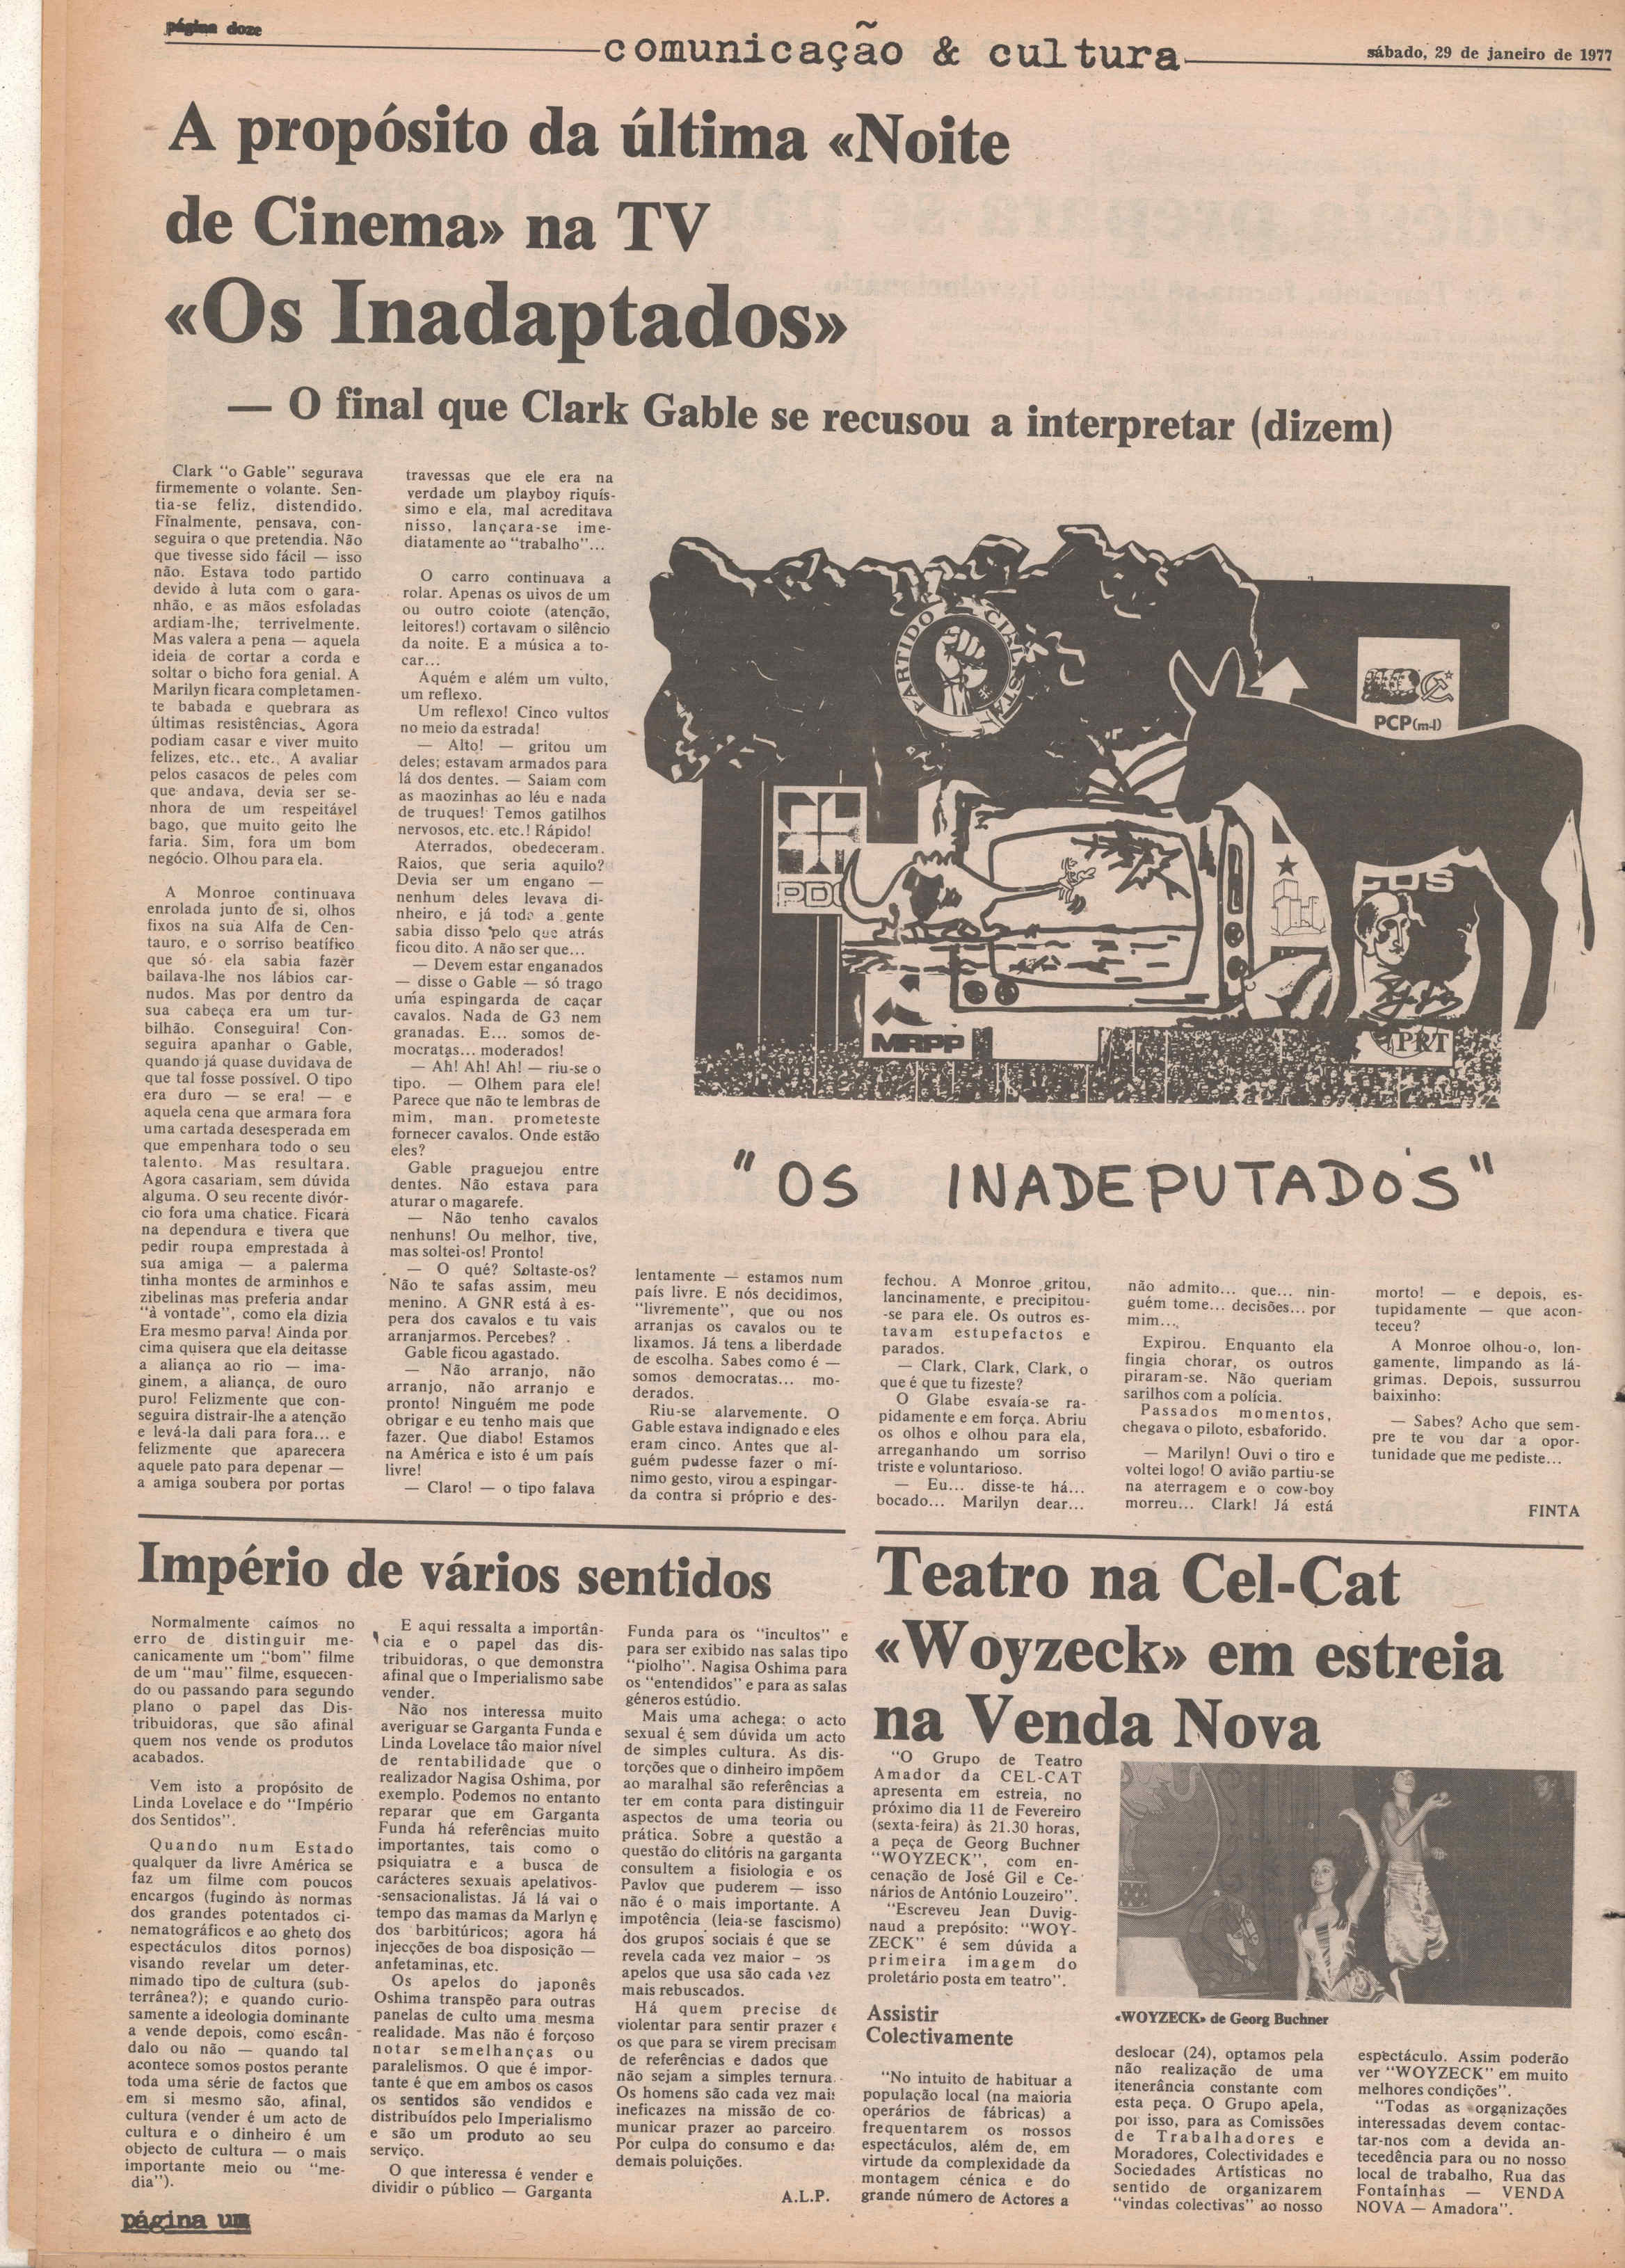 página doze
comunicação & cultura
sábado, 29 de janeiro de 1977
A propósito da última «Noite
de Cinema» na TV
«Os Inadaptados»
— O final que Clark Gable se recusou a interpretar (dizem)
Clark "o Gable" segurava
firmemente o volante. Sen-
tia-se feliz, distendido.
Finalmente, pensava, con-
seguira o que pretendia. Não
que tivesse sido fácil — isso
não. Estava todo partido
devido à luta com o gara-
nhão, e as mãos esfoladas
ardiam-lhe, terrivelmente.
Mas valera a pena — aquela
ideia de cortar a corda e
soltar o bicho fora genial. A
Marilyn ficara completamen-
te babada e quebrara as
últimas resistências. Agora
podiam casar e viver muito
felizes, etc., etc., A avaliar
pelos casacos de peles com
que andava, devia ser se-
nhora de um respeitável
bago, que muito geito lhe
faria. Sim, fora um bom
negócio. Olhou para ela.
A Monroe continuava
enrolada junto de si, olhos
fixos na sua Alfa de Cen-
tauro, e o sorriso beatífico
que só ela sabia fazer
bailava-lhe nos lábios car-
nudos. Mas por dentro da
sua cabeça era um tur-
bilhão. Conseguira! Con-
seguira apanhar o Gable,
quando já quase duvidava de
que tal fosse possível. O tipo
era duro — se era! — e
aquela cena que armara fora
uma cartada desesperada em
que empenhara todo o seu
talento. Mas resultara.
Agora casariam, sem dúvida
alguma. O seu recente divór-
cio fora uma chatice. Ficara
na dependura e tivera que
pedir roupa emprestada à
sua amiga — a palerma
tinha montes de arminhos e
zibelinas mas preferia andar
"à vontade", como ela dizia
Era mesmo parva! Ainda por
cima quisera que ela deitasse
a aliança ao rio — ima-
ginem, a aliança, de ouro
puro! Felizmente que con-
seguira distrair-lhe a atenção
e levá-la dali para fora... e
felizmente que aparecera
aquele pato para depenar —
a amiga soubera por portas
travessas que ele era na
verdade um playboy riquís-
simo e ela, mal acreditava
nisso, lançara-se ime-
diatamente ao "trabalho"...
O carro continuava a
rolar. Apenas os uivos de um
ou outro coiote (atenção,
leitores!) cortavam o silêncio
da noite. E a música a to-
car...
Aquém e além um vulto,
um reflexo.
Um reflexo! Cinco vultos
no meio da estrada!
— Alto! — gritou um
deles; estavam armados para
lá dos dentes. — Saiam com
as maozinhas ao léu e nada
de truques! Temos gatilhos
nervosos, etc. etc.! Rápido!
Aterrados, obedeceram.
Raios, que seria aquilo?
Devia ser um engano —
nenhum deles levava di-
nheiro, e já toda a gente
sabia disso pelo que atrás
ficou dito. A não ser que...
— Devem estar enganados
— disse o Gable — só trago
uma espingarda de caçar
cavalos. Nada de G3 nem
granadas. E... somos de-
mocratas... moderados!
— Ah! Ah! Ah! — riu-se o
tipo. — Olhem para ele!
Parece que não te lembras de
mim, man. prometeste
fornecer cavalos. Onde estão
eles?
Gable praguejou entre
dentes. Não estava para
aturar o magarefe.
— Não tenho cavalos
nenhuns! Ou melhor, tive,
mas soltei-os! Pronto!
— O quê? Soltaste-os?
Não te safas assim, meu
menino. A GNR está à es-
pera dos cavalos e tu vais
arranjarmos. Percebes?
Gable ficou agastado.
— Não arranjo, não
arranjo, não arranjo e
pronto! Ninguém me pode
obrigar e eu tenho mais que
fazer. Que diabo! Estamos
na América e isto é um país
livre!
— Claro! — o tipo falava
PARTIDO
CIALISTA
PCP(m-l)
PDC
CDS
MRPP
PRT
"OS INADEPUTADOS"
lentamente — estamos num
país livre. E nós decidimos,
"livremente", que ou nos
arranjas os cavalos ou te
lixamos. Já tens a liberdade
de escolha. Sabes como é —
somos democratas... mo-
derados.
Riu-se alarvemente. O
Gable estava indignado e eles
eram cinco. Antes que al-
guém pudesse fazer o mí-
nimo gesto, virou a espingar-
da contra si próprio e des-
fechou. A Monroe gritou,
lancinamente, e precipitou-
-se para ele. Os outros es-
tavam estupefactos e
parados.
— Clark, Clark, Clark, o
que é que tu fizeste?
O Glabe esvaía-se ra-
pidamente e em força. Abriu
os olhos e olhou para ela,
arreganhando um sorriso
triste e voluntarioso.
— Eu... disse-te há...
bocado... Marilyn dear...
não admito... que... nin-
guém tome... decisões... por
mim...
Expirou. Enquanto ela
fingia chorar, os outros
piraram-se. Não queriam
sarilhos com a polícia.
Passados momentos,
chegava o piloto, esbaforido.
— Marilyn! Ouvi o tiro e
voltei logo! O avião partiu-se
na aterragem e o cow-boy
morreu... Clark! Já está
morto! — e depois, es-
tupidamente — que acon-
teceu?
A Monroe olhou-o, lon-
gamente, limpando as lá-
grimas. Depois, sussurrou
baixinho:
— Sabes? Acho que sem-
pre te vou dar a opor-
tunidade que me pediste...
FINTA
Império de vários sentidos
Normalmente caímos no
erro de distinguir me-
canicamente um "bom" filme
de um "mau" filme, esquecen-
do ou passando para segundo
plano o papel das Dis-
tribuidoras, que são afinal
quem nos vende os produtos
acabados.
Vem isto a propósito de
Linda Lovelace e do "Império
dos Sentidos".
Quando num Estado
qualquer da livre América se
faz um filme com poucos
encargos (fugindo às normas
dos grandes potentados ci-
nematográficos e ao gheto dos
espectáculos ditos pornos)
visando revelar um deter-
nimado tipo de cultura (sub-
terrânea?); e quando curio-
samente a ideologia dominante
a vende depois, como escân-
dalo ou não — quando tal
acontece somos postos perante
toda uma série de factos que
em si mesmo são, afinal,
cultura (vender é um acto de
cultura e o dinheiro é um
objecto de cultura — o mais
importante meio ou "me-
dia").
E aqui ressalta a importân-
cia e o papel das dis-
tribuidoras, o que demonstra
afinal que o Imperialismo sabe
vender.
Não nos interessa muito
averiguar se Garganta Funda e
Linda Lovelace tão maior nível
de rentabilidade que o
realizador Nagisa Oshima, por
exemplo. Podemos no entanto
reparar que em Garganta
Funda há referências muito
importantes, tais como o
psiquiatra e a busca de
carácteres sexuais apelativos-
-sensacionalistas. Já lá vai o
tempo das mamas da Marlyn e
dos barbitúricos; agora há
injecções de boa disposição —
anfetaminas, etc.
Os apelos do japonês
Oshima transpõe para outras
panelas de culto uma mesma
realidade. Mas não é forçoso
notar semelhanças ou
paralelismos. O que é impor-
tante é que em ambos os casos
os sentidos são vendidos e
distribuídos pelo Imperialismo
e são um produto ao seu
serviço.
O que interessa é vender e
dividir o público — Garganta
Funda para os "incultos" e
para ser exibido nas salas tipo
"piolho". Nagisa Oshima para
os "entendidos" e para as salas
géneros estúdio.
Mais uma achega: o acto
sexual é sem dúvida um acto
de simples cultura. As dis-
torções que o dinheiro impõem
ao maralhal são referências a
ter em conta para distinguir
aspectos de uma teoria ou
prática. Sobre a questão a
questão do clitóris na garganta
consultem a fisiologia e os
Pavlov que puderem — isso
não é o mais importante. A
impotência (leia-se fascismo)
dos grupos sociais é que se
revela cada vez maior - os
apelos que usa são cada vez
mais rebuscados.
Há quem precise de
violentar para sentir prazer e
os que para se virem precisam
de referências e dados que
não sejam a simples ternura.
Os homens são cada vez mais
ineficazes na missão de co-
municar prazer ao parceiro.
Por culpa do consumo e das
demais poluições.
A.L.P.
Teatro na Cel-Cat
«Woyzeck» em estreia
na Venda Nova
"O Grupo de Teatro
Amador da CEL-CAT
apresenta em estreia, no
próximo dia 11 de Fevereiro
(sexta-feira) às 21.30 horas,
a peça de Georg Buchner
"WOYZECK", com en-
cenação de José Gil e Ce-
nários de António Louzeiro".
"Escreveu Jean Duvig-
naud a prepósito: "WOY-
ZECK" é sem dúvida a
primeira imagem do
proletário posta em teatro".
Assistir
Colectivamente
"No intuito de habituar a
população local (na maioria
operários de fábricas) a
frequentarem os nossos
espectáculos, além de, em
virtude da complexidade da
montagem cénica e do
grande número de Actores a
«WOYZECK» de Georg Buchner
deslocar (24), optamos pela
não realização de uma
itenerância constante com
esta peça. O Grupo apela,
por isso, para as Comissões
de Trabalhadores e
Moradores, Colectividades e
Sociedades Artísticas no
sentido de organizarem
"vindas colectivas" ao nosso
espectáculo. Assim poderão
ver "WOYZECK" em muito
melhores condições".
"Todas as organizações
interessadas devem contac-
tar-nos com a devida an-
tecedência para ou no nosso
local de trabalho, Rua das
Fontaínhas — VENDA
NOVA — Amadora".
página um